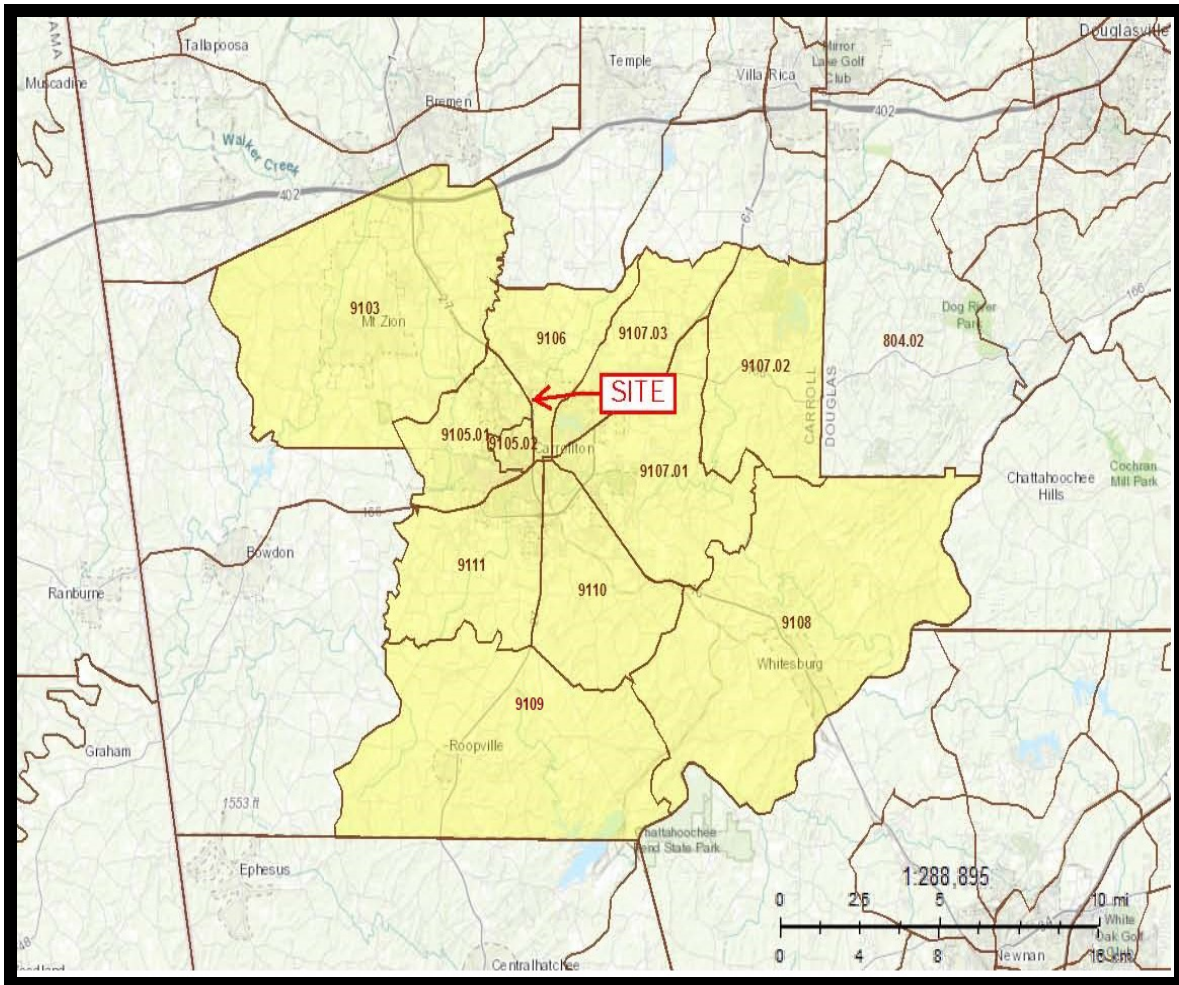 AMA
Tallapoosa
Muscadine
Bremen
Temple
Villa Rica
Mirror
Lake Golf
Club
Douglasville
402
Walker Creek
402
61
27
9103
Mt Zion
9106
9107.03
9107.02
804.02
Dog River
Park
166
SITE
CARROLL
DOUGLAS
9105.01
9105.02
Carrollton
9107.01
Chattahoochee
Hills
Cochran
Mill Park
166
Bowdon
Ranburne
9111
9110
9108
Whitesburg
9109
Roopville
Graham
1553 ft
Chattahoochee
Bend State Park
Ephesus
1:288,895
0 2.5 5 10 mi
0 4 8 16 km
White
Oak Golf
Club
Newnan
48
Centralhatchee